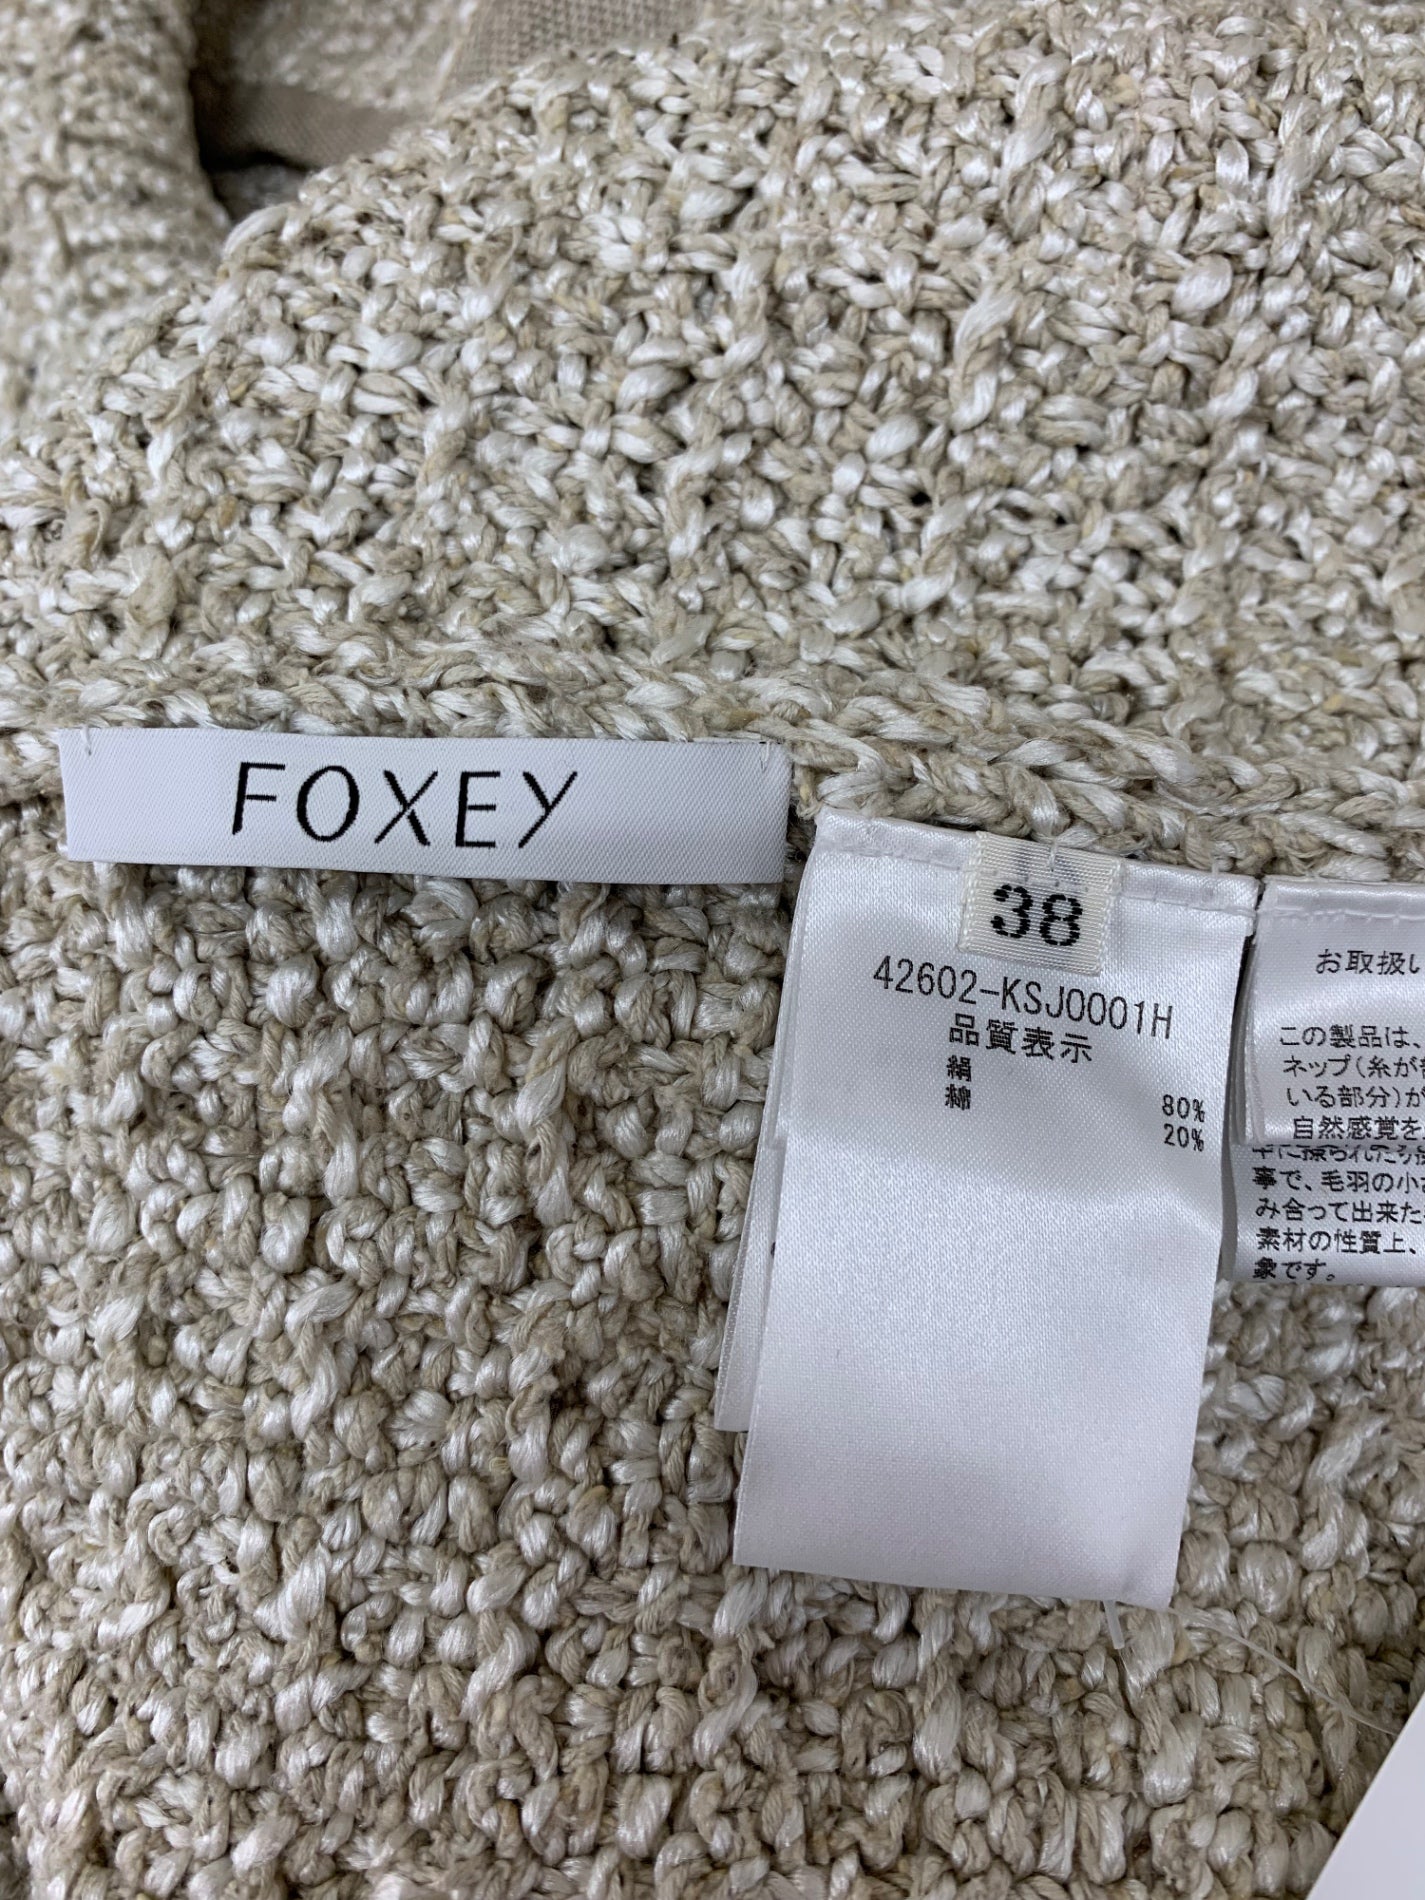 FOXEY
38
42602-KSJ0001H
品質表示
絹 80%
綿 20%
お取扱い
この製品は、
ネップ(糸が
いる部分)が
自然感覚を
事で、毛羽の小
み合って出来た
素材の性質上、
象です。